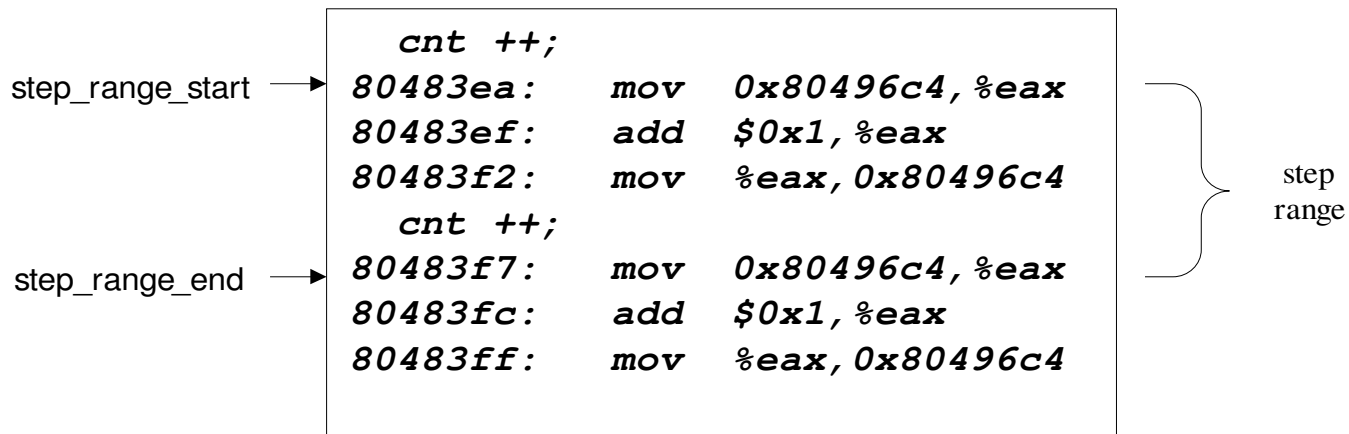 cnt ++;
step_range_start 80483ea: mov 0x80496c4,%eax
80483ef: add $0x1,%eax
80483f2: mov %eax,0x80496c4
cnt ++;
step_range_end 80483f7: mov 0x80496c4,%eax
80483fc: add $0x1,%eax
80483ff: mov %eax,0x80496c4
step
range